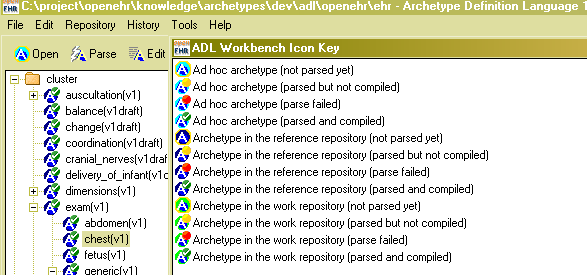 C:\project\openehr\knowledge\archetypes\dev\adl\openehr\ehr - Archetype Definition Language 1
File Edit Repository History Tools Help
Open Parse Edit
ADL Workbench Icon Key
cluster
auscultation(v1)
balance(v1draft)
change(v1draft)
coordination(v1draft)
cranial_nerves(v1draft
delivery_of_infant(v1d
dimensions(v1)
exam(v1)
abdomen(v1)
chest(v1)
fetus(v1)
generic(v1)
Ad hoc archetype (not parsed yet)
Ad hoc archetype (parsed but not compiled)
Ad hoc archetype (parse failed)
Ad hoc archetype (parsed and compiled)
Archetype in the reference repository (not parsed yet)
Archetype in the reference repository (parsed but not compiled)
Archetype in the reference repository (parse failed)
Archetype in the reference repository (parsed and compiled)
Archetype in the work repository (not parsed yet)
Archetype in the work repository (parsed but not compiled)
Archetype in the work repository (parse failed)
Archetype in the work repository (parsed and compiled)